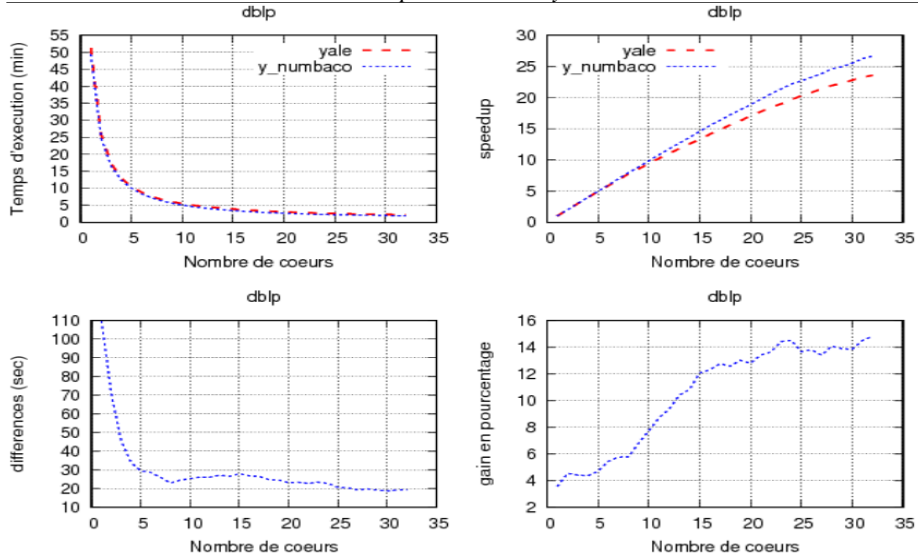 dblp
Temps d'execution (min)
55
50
45
40
35
30
25
20
15
10
5
0
yale
y_numbaco
0 5 10 15 20 25 30 35
Nombre de coeurs
dblp
speedup
30
25
20
15
10
5
0
yale
y_numbaco
0 5 10 15 20 25 30 35
Nombre de coeurs
dblp
differences (sec)
110
100
90
80
70
60
50
40
30
20
10
0 5 10 15 20 25 30 35
Nombre de coeurs
dblp
gain en pourcentage
16
14
12
10
8
6
4
2
0 5 10 15 20 25 30 35
Nombre de coeurs